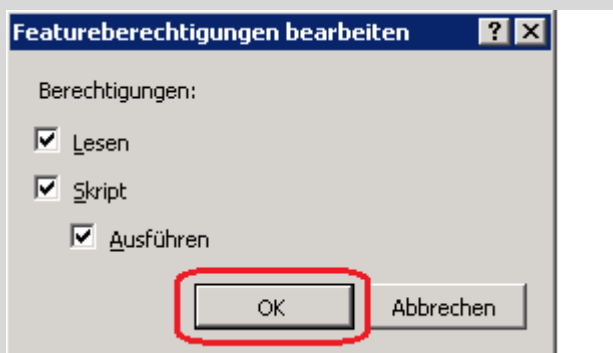 Featureberechtigungen bearbeiten ?
Berechtigungen:
Lesen
Skript
Ausführen
OK Abbrechen